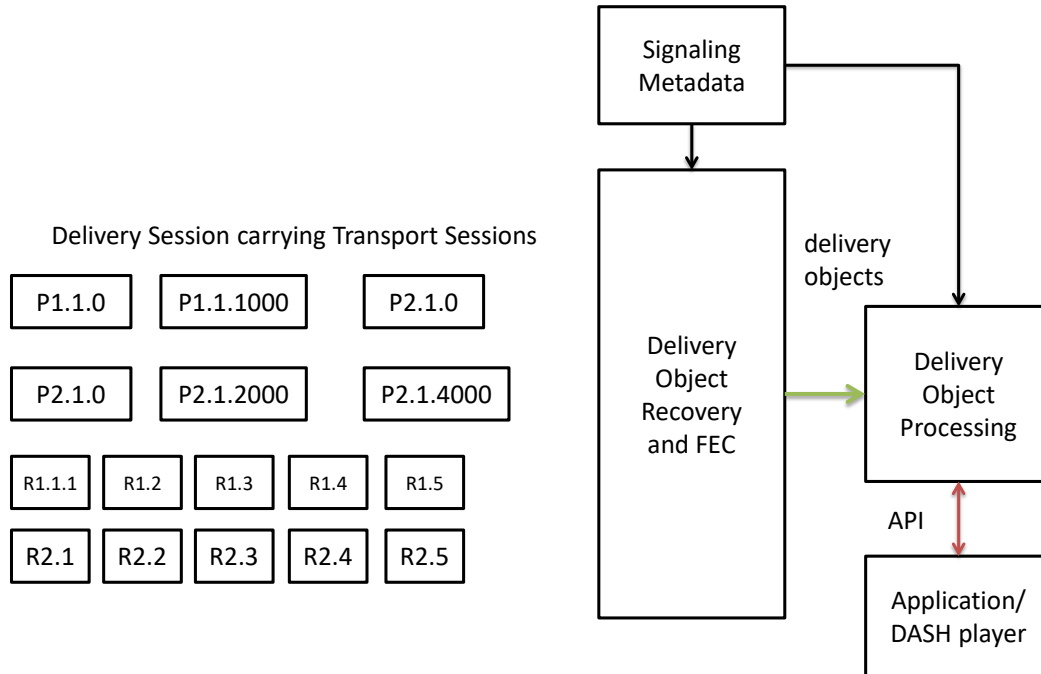 Signaling
Metadata
Delivery Session carrying Transport Sessions
P1.1.0
P1.1.1000
P2.1.0
P2.1.0
P2.1.2000
P2.1.4000
R1.1.1
R1.2
R1.3
R1.4
R1.5
R2.1
R2.2
R2.3
R2.4
R2.5
Delivery
Object
Recovery
and FEC
delivery
objects
Delivery
Object
Processing
API
Application/
DASH player